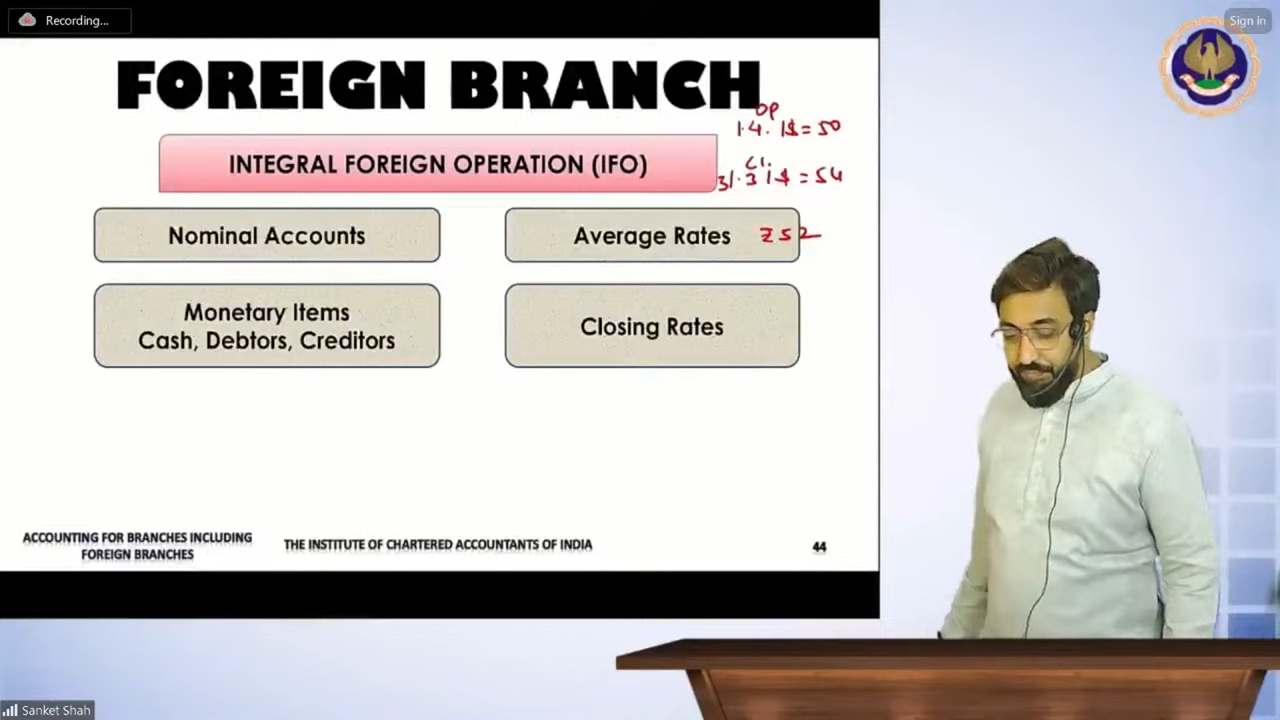 Recording...
Sign in
FOREIGN BRANCH
OP
1.4. 1$ = 50
INTEGRAL FOREIGN OPERATION (IFO)
Cl.
31.3 1$ = 54
Nominal Accounts
Average Rates ₹52
Monetary Items
Cash, Debtors, Creditors
Closing Rates
ACCOUNTING FOR BRANCHES INCLUDING
FOREIGN BRANCHES
THE INSTITUTE OF CHARTERED ACCOUNTANTS OF INDIA
44
Sanket Shah